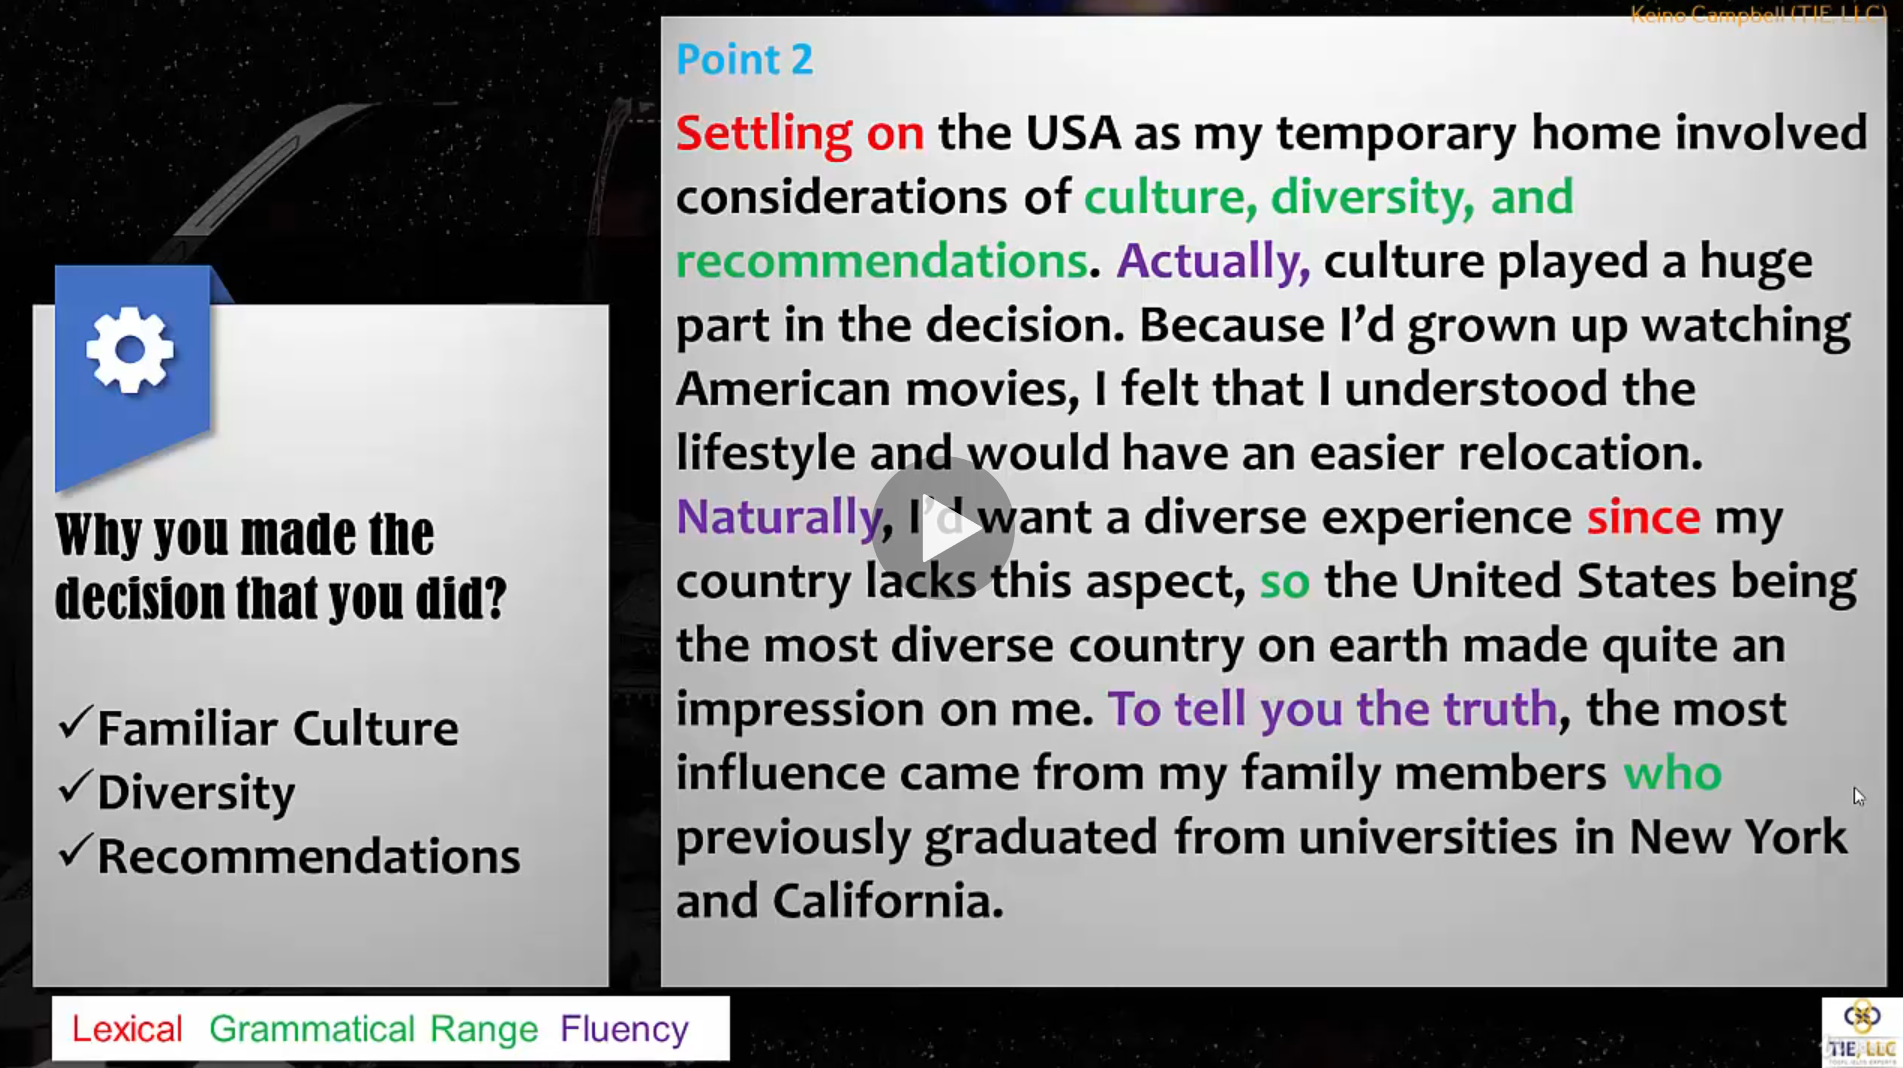 Keino Campbell (TIE, LLC)
Point 2
Settling on the USA as my temporary home involved
considerations of culture, diversity, and
recommendations. Actually, culture played a huge
part in the decision. Because I’d grown up watching
American movies, I felt that I understood the
lifestyle and would have an easier relocation.
Naturally, I’d want a diverse experience since my
country lacks this aspect, so the United States being
the most diverse country on earth made quite an
impression on me. To tell you the truth, the most
influence came from my family members who
previously graduated from universities in New York
and California.
Why you made the
decision that you did?
✓Familiar Culture
✓Diversity
✓Recommendations
Lexical Grammatical Range Fluency
TIE, LLC